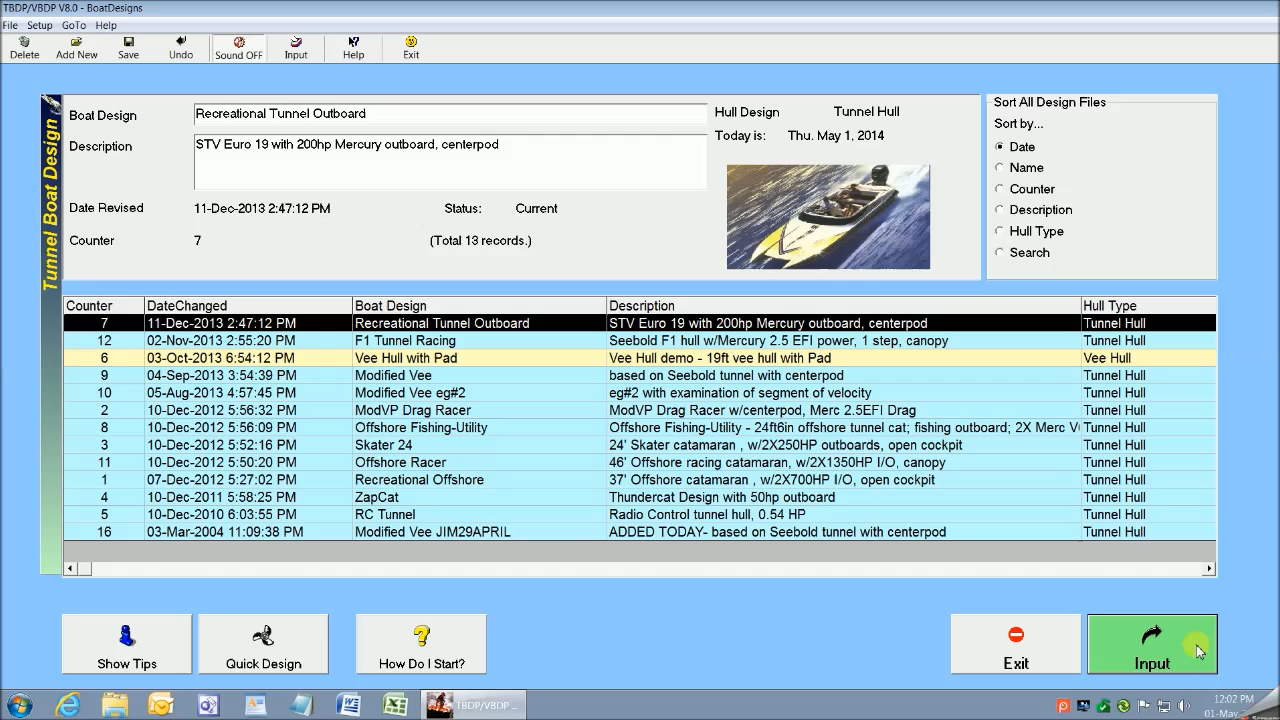 TBDP/VBDP V8.0 - BoatDesigns
File Setup GoTo Help
Delete Add New Save Undo Sound OFF Input Help Exit
Tunnel Boat Design
Boat Design Recreational Tunnel Outboard
Description STV Euro 19 with 200hp Mercury outboard, centerpod
Date Revised 11-Dec-2013 2:47:12 PM Status: Current
Counter 7 (Total 13 records.)
Hull Design Tunnel Hull
Today is: Thu. May 1, 2014
Sort All Design Files
Sort by...
Date
Name
Counter
Description
Hull Type
Search
Counter DateChanged Boat Design Description Hull Type
7 11-Dec-2013 2:47:12 PM Recreational Tunnel Outboard STV Euro 19 with 200hp Mercury outboard, centerpod Tunnel Hull
12 02-Nov-2013 2:55:20 PM F1 Tunnel Racing Seebold F1 hull w/Mercury 2.5 EFI power, 1 step, canopy Tunnel Hull
6 03-Oct-2013 6:54:12 PM Vee Hull with Pad Vee Hull demo - 19ft vee hull with Pad Vee Hull
9 04-Sep-2013 3:54:39 PM Modified Vee based on Seebold tunnel with centerpod Tunnel Hull
10 05-Aug-2013 4:57:45 PM Modified Vee eg#2 eg#2 with examination of segment of velocity Tunnel Hull
2 10-Dec-2012 5:56:32 PM ModVP Drag Racer ModVP Drag Racer w/centerpod, Merc 2.5EFI Drag Tunnel Hull
8 10-Dec-2012 5:56:09 PM Offshore Fishing-Utility Offshore Fishing-Utility - 24ft6in offshore tunnel cat; fishing outboard; 2X Merc V Tunnel Hull
3 10-Dec-2012 5:52:16 PM Skater 24 24' Skater catamaran , w/2X250HP outboards, open cockpit Tunnel Hull
11 10-Dec-2012 5:50:20 PM Offshore Racer 46' Offshore racing catamaran, w/2X1350HP I/O, canopy Tunnel Hull
1 07-Dec-2012 5:27:02 PM Recreational Offshore 37' Offshore catamaran , w/2X700HP I/O, open cockpit Tunnel Hull
4 10-Dec-2011 5:58:25 PM ZapCat Thundercat Design with 50hp outboard Tunnel Hull
5 10-Dec-2010 6:03:55 PM RC Tunnel Radio Control tunnel hull, 0.54 HP Tunnel Hull
16 03-Mar-2004 11:09:38 PM Modified Vee JIM29APRIL ADDED TODAY- based on Seebold tunnel with centerpod Tunnel Hull
Show Tips Quick Design How Do I Start? Exit Input
TBDP/VBDP ...
12:02 PM
01-May